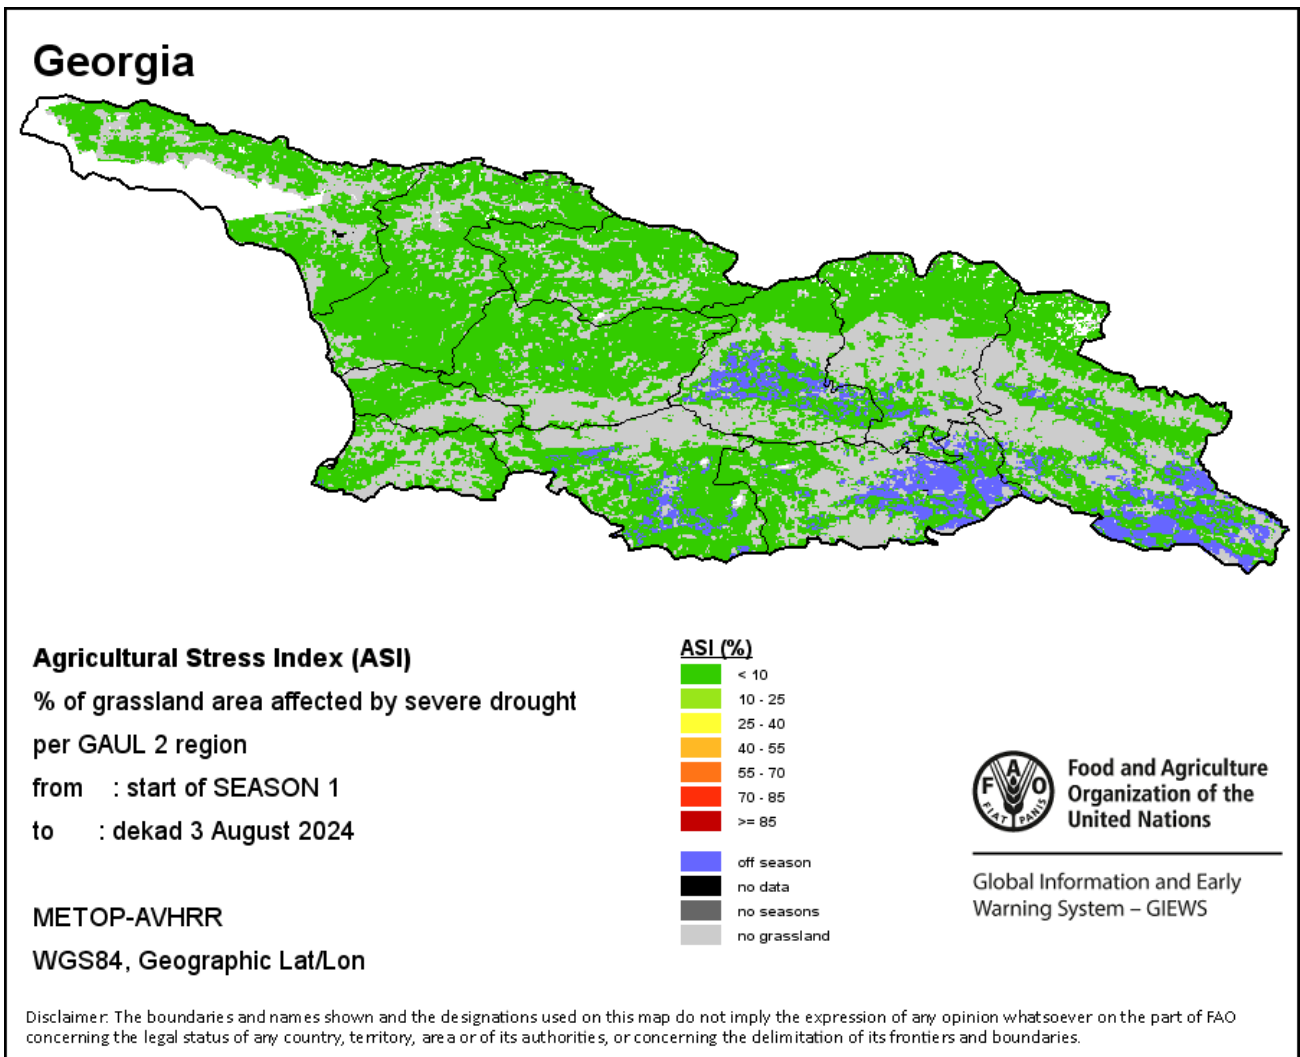 Georgia
Agricultural Stress Index (ASI)
% of grassland area affected by severe drought
per GAUL 2 region
from : start of SEASON 1
to : dekad 3 August 2024
METOP-AVHRR
WGS84, Geographic Lat/Lon
ASI (%)
< 10
10 - 25
25 - 40
40 - 55
55 - 70
70 - 85
>= 85
off season
no data
no seasons
no grassland
F A O
FIAT PANIS
Food and Agriculture
Organization of the
United Nations
Global Information and Early
Warning System – GIEWS
Disclaimer: The boundaries and names shown and the designations used on this map do not imply the expression of any opinion whatsoever on the part of FAO
concerning the legal status of any country, territory, area or of its authorities, or concerning the delimitation of its frontiers and boundaries.